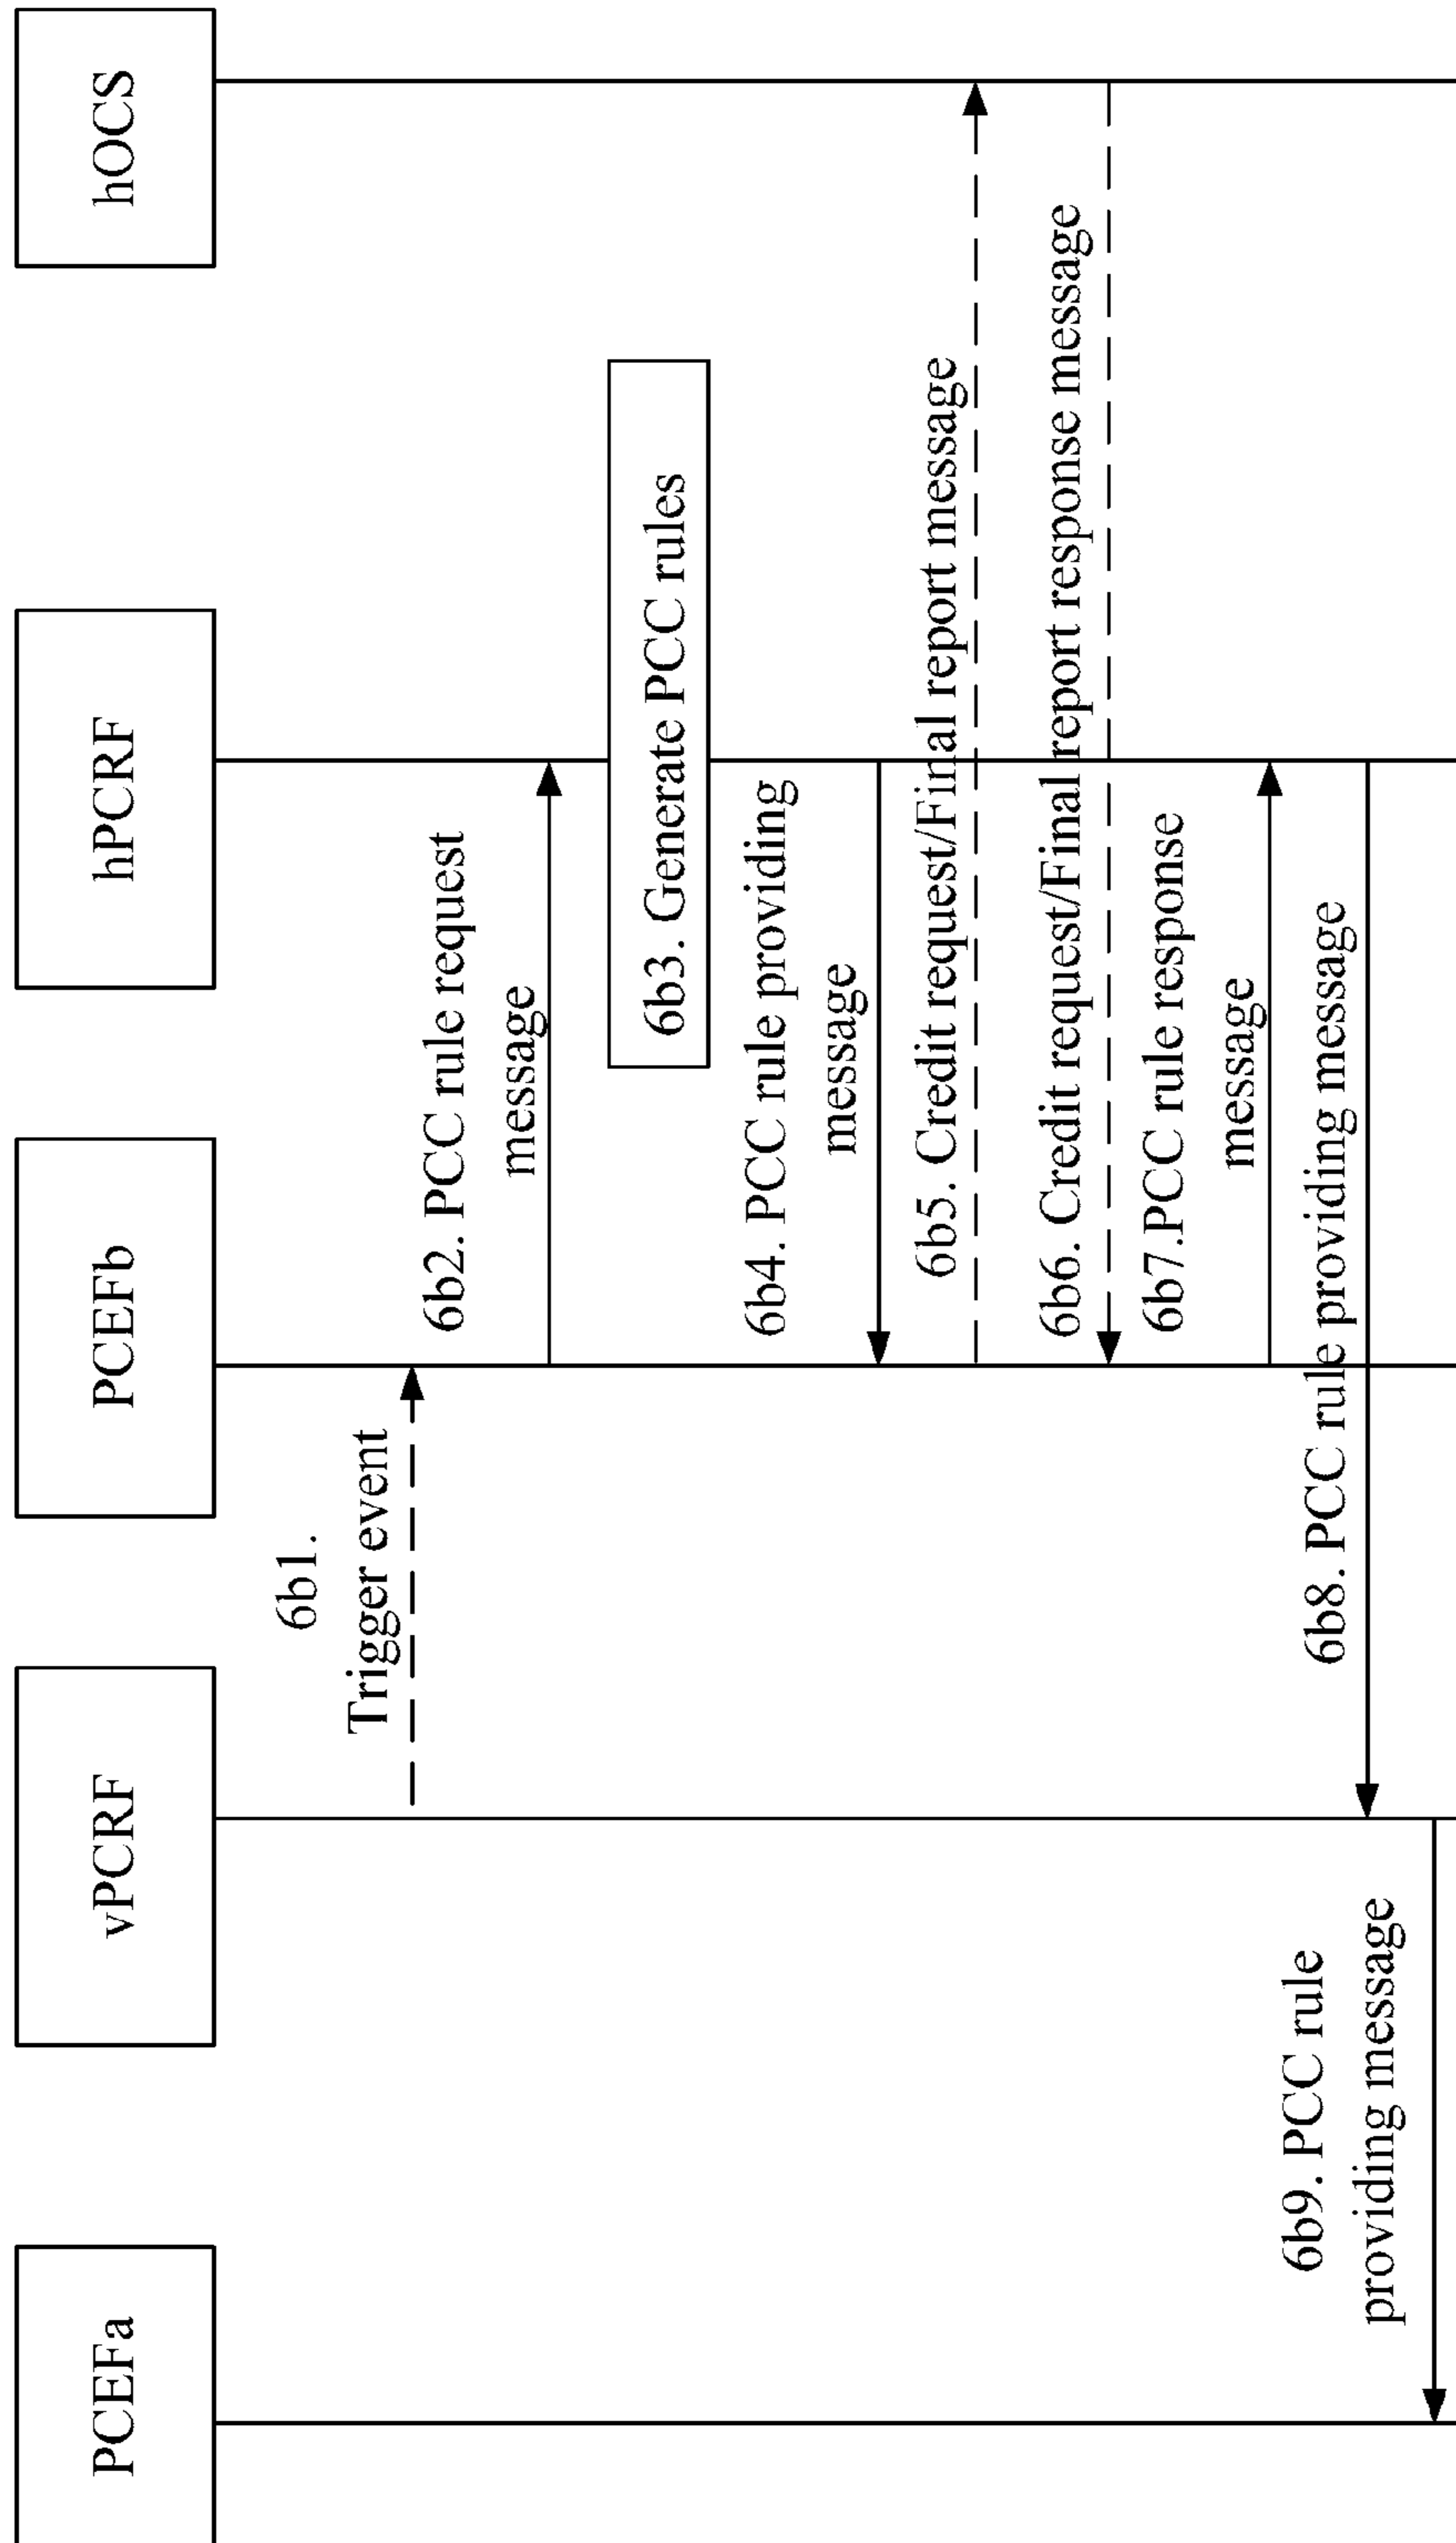 PCEFa
vPCRF
PCEFb
hPCRF
hOCS
6b1.
Trigger event
6b2. PCC rule request
message
6b3. Generate PCC rules
6b4. PCC rule providing
message
6b5. Credit request/Final report message
6b6. Credit request/Final report response message
6b7.PCC rule response
message
6b8. PCC rule providing message
6b9. PCC rule
providing message